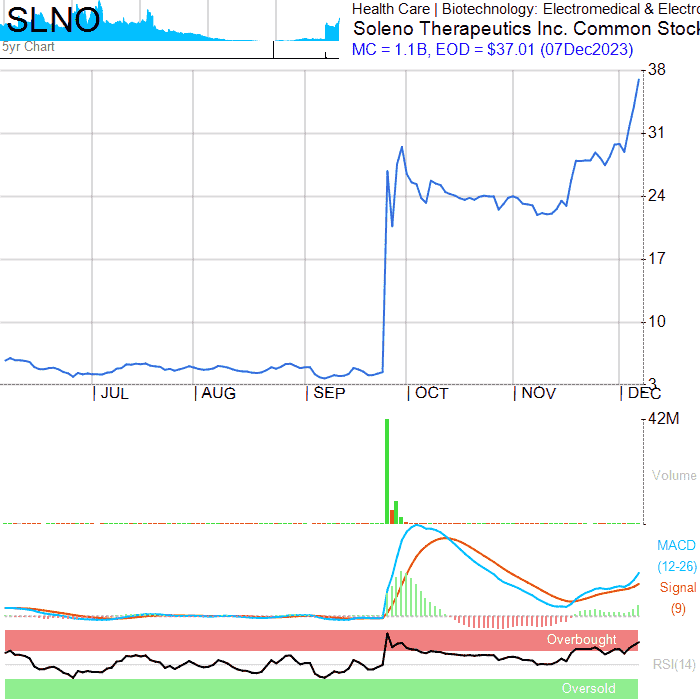 SLNO
5yr Chart
Health Care | Biotechnology: Electromedical & Electro
Soleno Therapeutics Inc. Common Stock
MC = 1.1B, EOD = $37.01 (07Dec2023)
38
31
24
17
10
3
JUL AUG SEP OCT NOV DEC
42M
Volume
MACD
(12-26)
Signal
(9)
Overbought
RSI(14)
Oversold